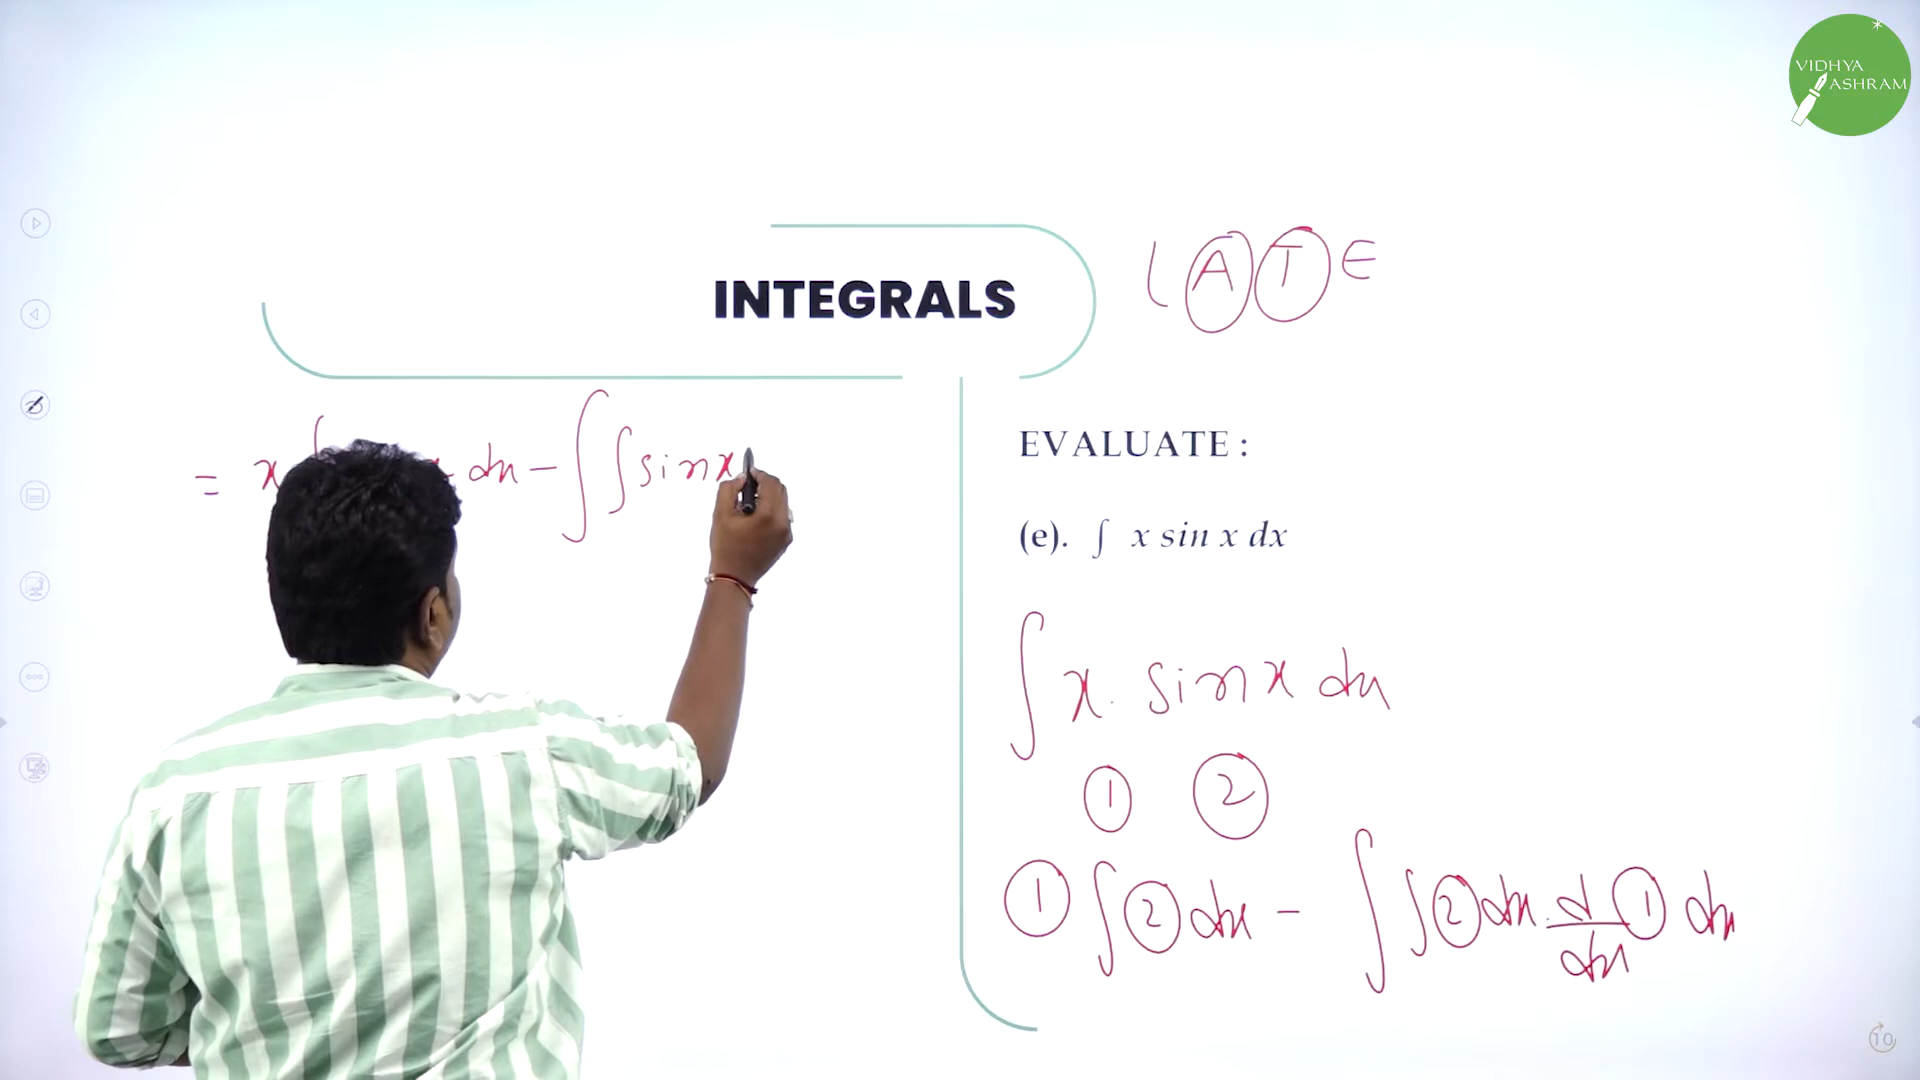 VIDHYA
ASHRAM
INTEGRALS
L A T E
= x ∫ x dx − ∫ ∫ sin x
EVALUATE :
(e). ∫ x sin x dx
∫ x . sin x dx
① ②
① ∫ ② dx − ∫ ∫ ② dx . d/dx ① dx
10